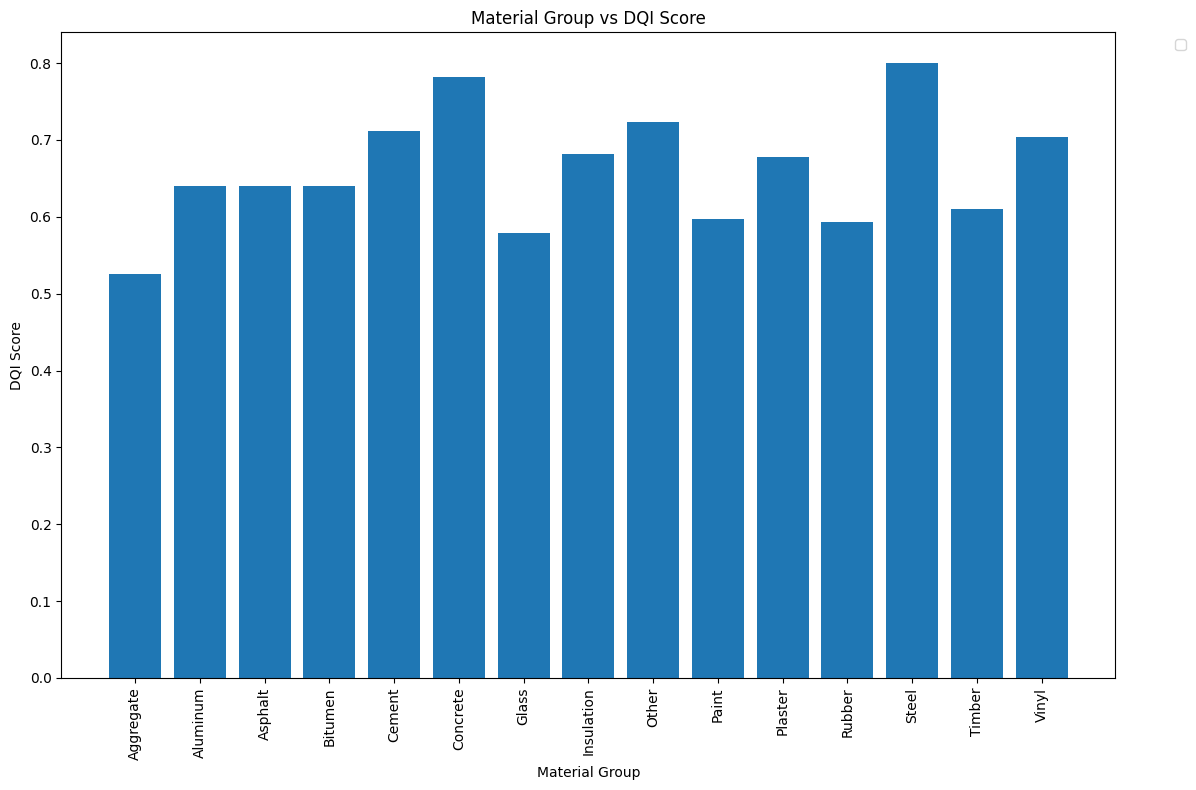 Material Group vs DQI Score
DQI Score
0.8
0.7
0.6
0.5
0.4
0.3
0.2
0.1
0.0
Aggregate
Aluminum
Asphalt
Bitumen
Cement
Concrete
Glass
Insulation
Other
Paint
Plaster
Rubber
Steel
Timber
Vinyl
Material Group